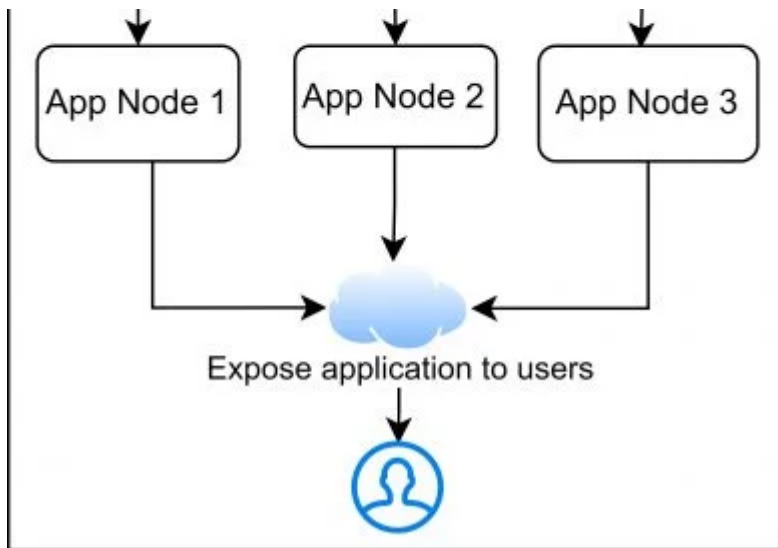 App Node 1
App Node 2
App Node 3
Expose application to users